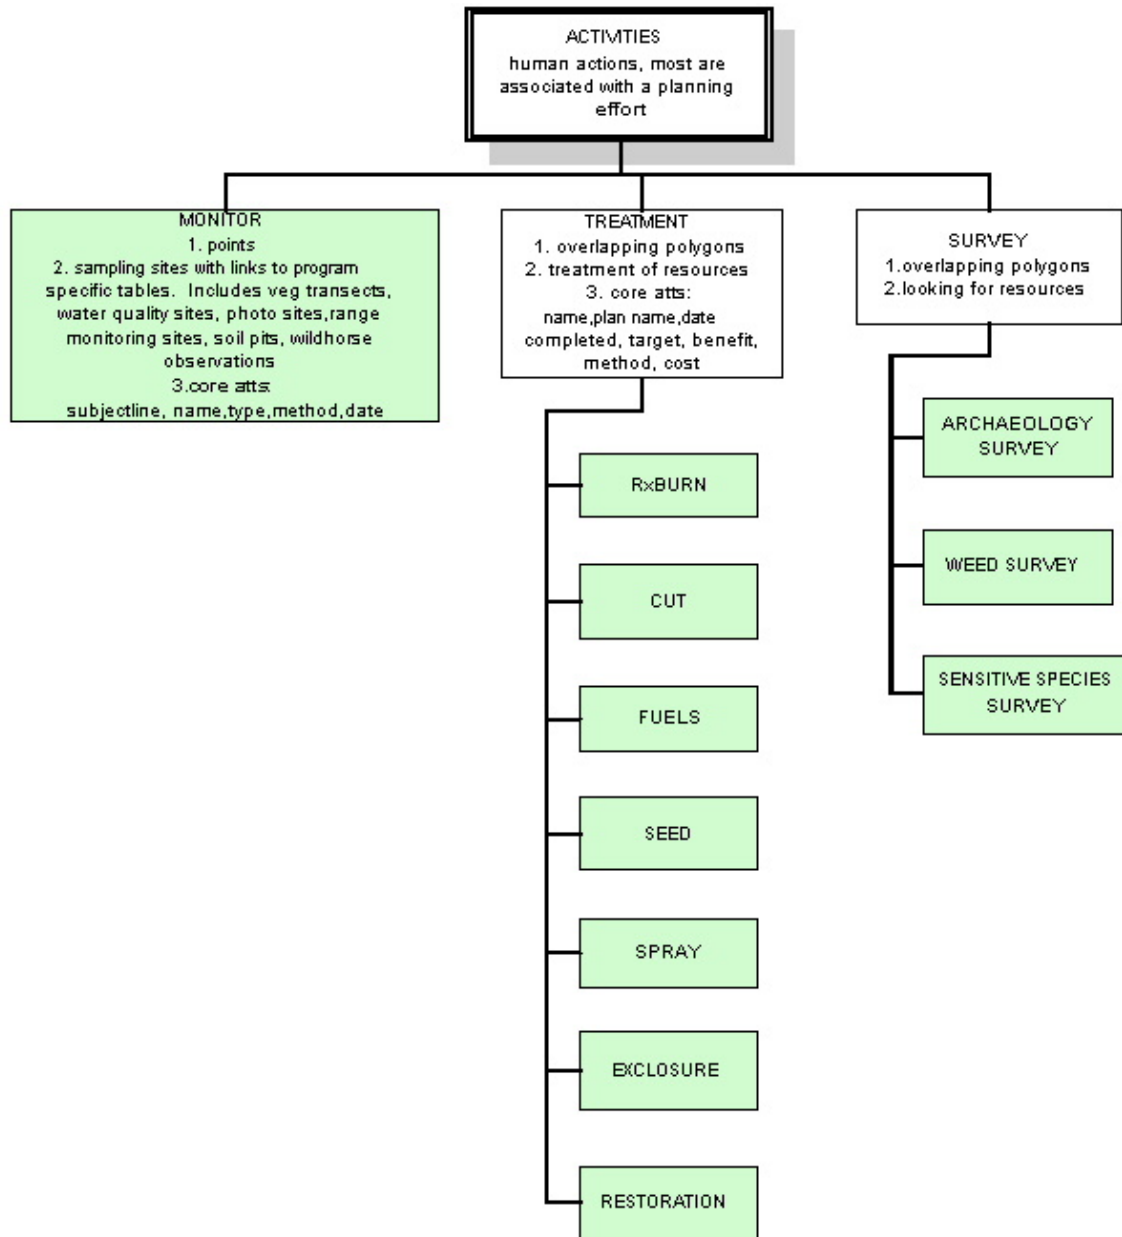 ACTIVITIES
human actions, most are
associated with a planning
effort
MONITOR
1. points
2. sampling sites with links to program
specific tables. Includes veg transects,
water quality sites, photo sites,range
monitoring sites, soil pits, wildhorse
observations
3.core atts:
subjectline, name,type,method,date
TREATMENT
1. overlapping polygons
2. treatment of resources
3. core atts:
name,plan name,date
completed, target, benefit,
method, cost
SURVEY
1.overlapping polygons
2.looking for resources
RxBURN
CUT
FUELS
SEED
SPRAY
EXCLOSURE
RESTORATION
ARCHAEOLOGY
SURVEY
WEED SURVEY
SENSITIVE SPECIES
SURVEY